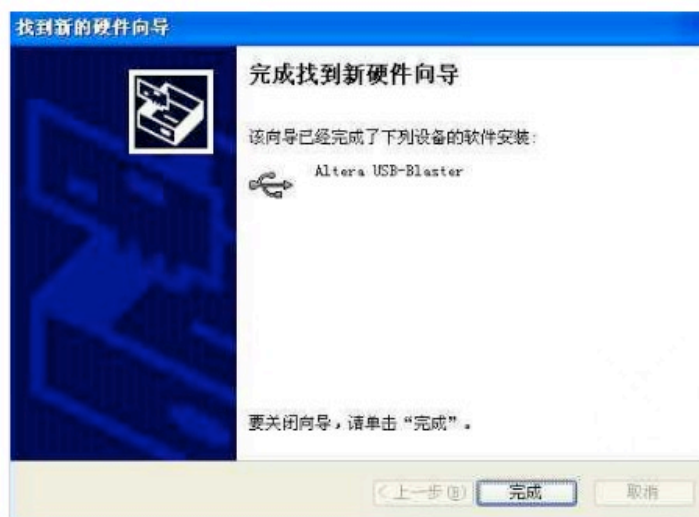 找到新的硬件向导
完成找到新硬件向导
该向导已经完成了下列设备的软件安装:
Altera USB-Blaster
要关闭向导，请单击“完成”。
<上一步(B)
完成
取消